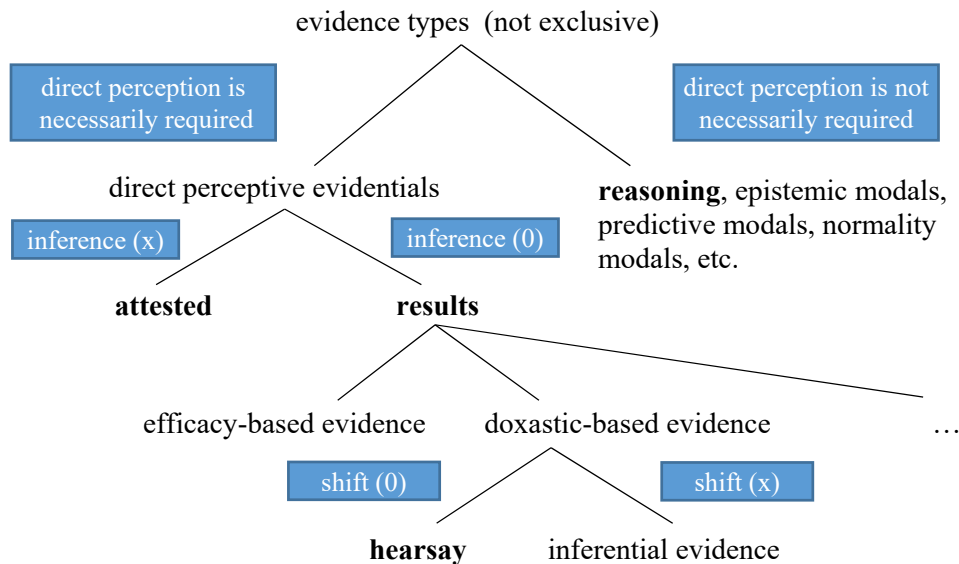 evidence types (not exclusive)
direct perception is
necessarily required
direct perception is not
necessarily required
direct perceptive evidentials
reasoning, epistemic modals,
predictive modals, normality
modals, etc.
inference (x)
inference (0)
attested
results
efficacy-based evidence
doxastic-based evidence
…
shift (0)
shift (x)
hearsay
inferential evidence